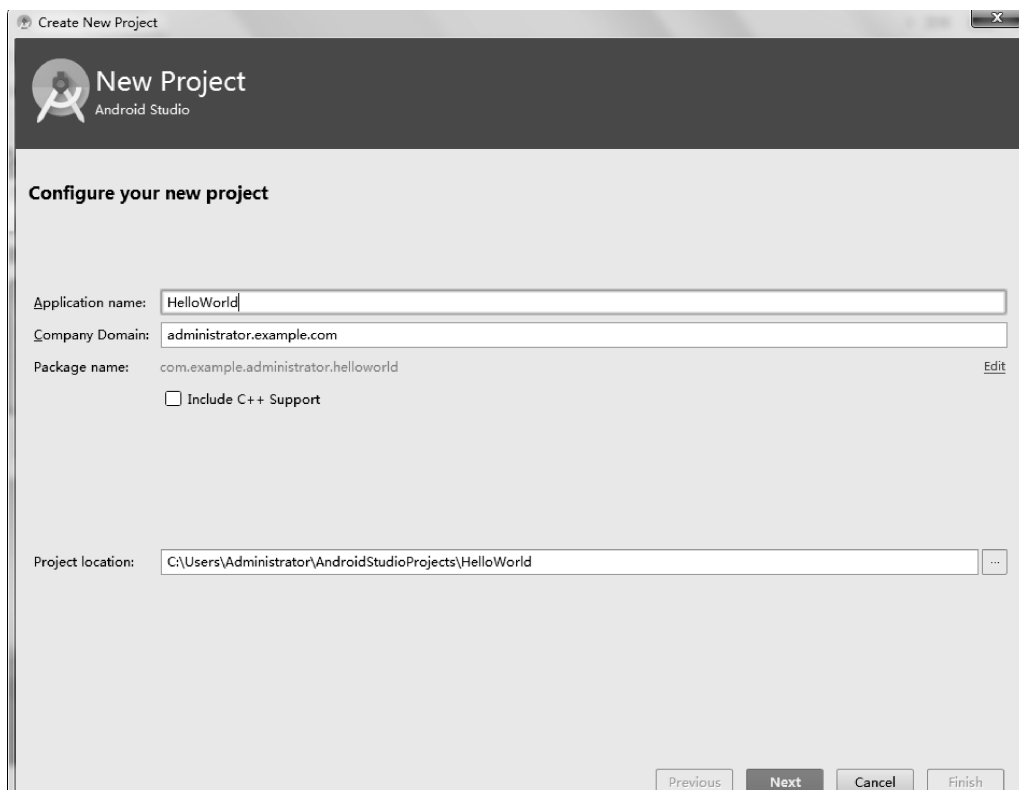 Create New Project
New Project
Android Studio
Configure your new project
Application name: HelloWorld
Company Domain: administrator.example.com
Package name: com.example.administrator.helloworld Edit
Include C++ Support
Project location: C:\Users\Administrator\AndroidStudioProjects\HelloWorld ...
Previous Next Cancel Finish